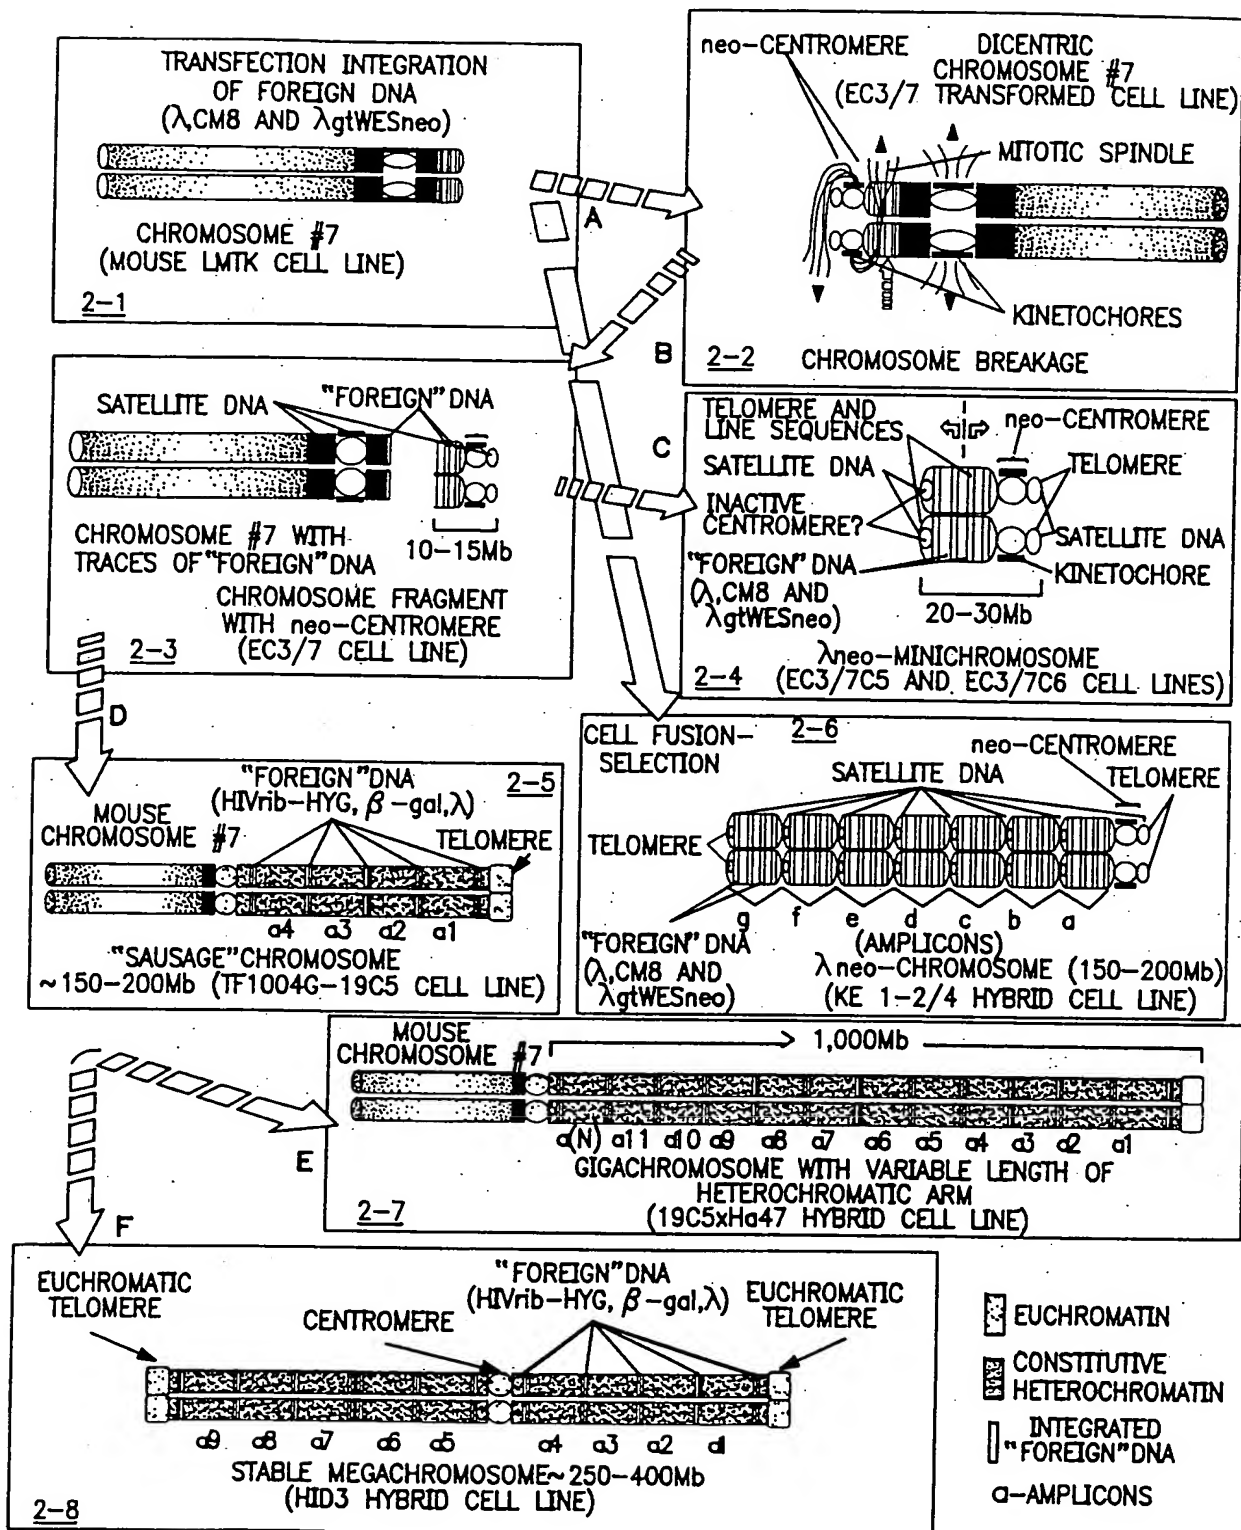 TRANSFECTION INTEGRATION
OF FOREIGN DNA
(λ,CM8 AND λgtWESneo)
CHROMOSOME #7
(MOUSE LMTK CELL LINE)
2-1
A
neo-CENTROMERE
DICENTRIC
CHROMOSOME #7
(EC3/7 TRANSFORMED CELL LINE)
MITOTIC SPINDLE
KINETOCHORES
2-2
CHROMOSOME BREAKAGE
B
SATELLITE DNA
"FOREIGN" DNA
10-15Mb
CHROMOSOME #7 WITH
TRACES OF "FOREIGN" DNA
CHROMOSOME FRAGMENT
WITH neo-CENTROMERE
(EC3/7 CELL LINE)
2-3
C
TELOMERE AND
LINE SEQUENCES
neo-CENTROMERE
SATELLITE DNA
TELOMERE
INACTIVE
CENTROMERE?
SATELLITE DNA
"FOREIGN" DNA
(λ,CM8 AND
λgtWESneo)
KINETOCHORE
20-30Mb
λneo-MINICHROMOSOME
(EC3/7C5 AND EC3/7C6 CELL LINES)
2-4
D
"FOREIGN" DNA
(HIVrib-HYG, β-gal,λ)
2-5
MOUSE
CHROMOSOME #7
TELOMERE
a4 a3 a2 a1
"SAUSAGE" CHROMOSOME
~150-200Mb (TF1004G-19C5 CELL LINE)
CELL FUSION-
SELECTION
2-6
neo-CENTROMERE
SATELLITE DNA
TELOMERE
TELOMERE
g f e d c b a
"FOREIGN" DNA
(λ,CM8 AND
λgtWESneo)
(AMPLICONS)
λneo-CHROMOSOME (150-200Mb)
(KE 1-2/4 HYBRID CELL LINE)
MOUSE
CHROMOSOME #7
> 1,000Mb
a(N) a11 a10 a9 a8 a7 a6 a5 a4 a3 a2 a1
E
GIGACHROMOSOME WITH VARIABLE LENGTH OF
HETEROCHROMATIC ARM
(19C5xHa47 HYBRID CELL LINE)
2-7
F
EUCHROMATIC
TELOMERE
CENTROMERE
"FOREIGN" DNA
(HIVrib-HYG, β-gal,λ)
EUCHROMATIC
TELOMERE
a9 a8 a7 a6 a5 a4 a3 a2 a1
STABLE MEGACHROMOSOME~250-400Mb
(HID3 HYBRID CELL LINE)
2-8
EUCHROMATIN
CONSTITUTIVE
HETEROCHROMATIN
INTEGRATED
"FOREIGN" DNA
a-AMPLICONS